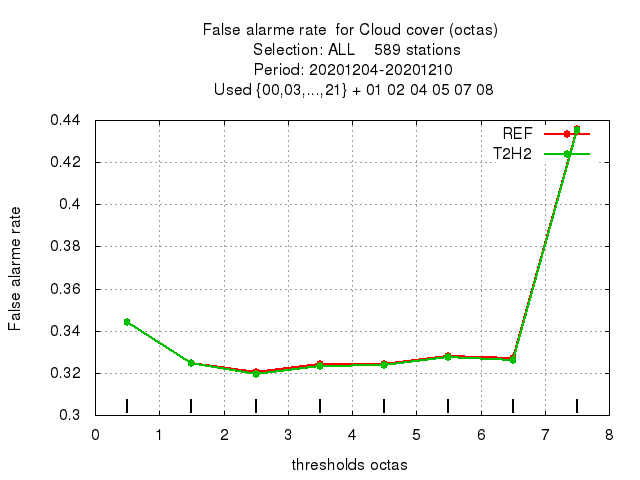 False alarme rate  for Cloud cover (octas)
Selection: ALL    589 stations
Period: 20201204-20201210
Used {00,03,...,21} + 01 02 04 05 07 08
REF
T2H2
0.44
0.42
0.4
0.38
0.36
0.34
0.32
0.3
False alarme rate
0 1 2 3 4 5 6 7 8
thresholds octas